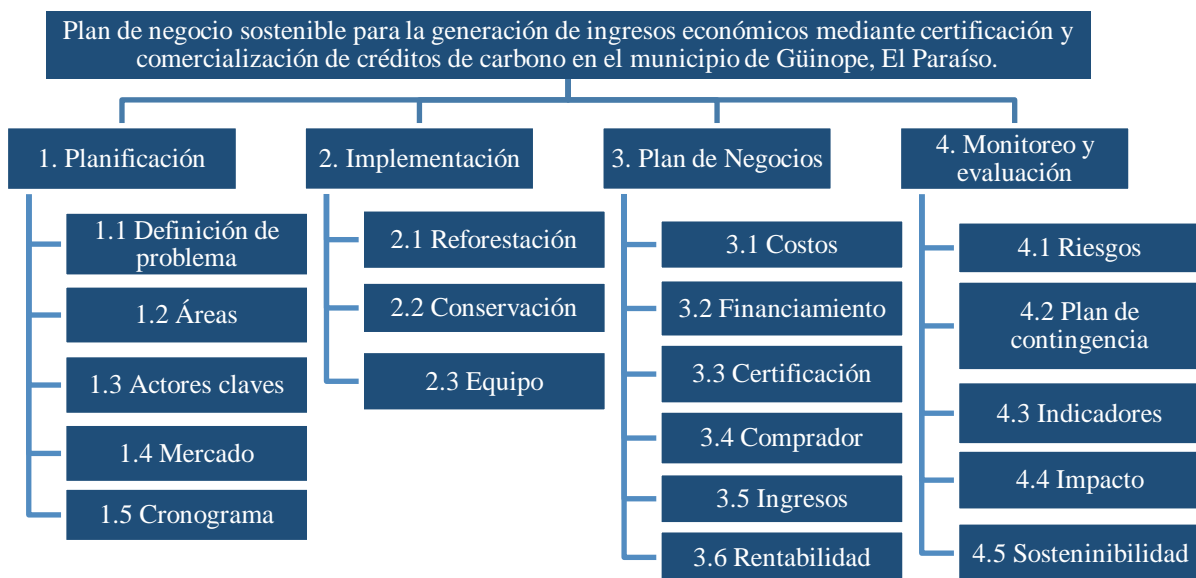 Plan de negocio sostenible para la generación de ingresos económicos mediante certificación y
comercialización de créditos de carbono en el municipio de Güinope, El Paraíso.
1. Planificación
1.1 Definición de
problema
1.2 Áreas
1.3 Actores claves
1.4 Mercado
1.5 Cronograma
2. Implementación
2.1 Reforestación
2.2 Conservación
2.3 Equipo
3. Plan de Negocios
3.1 Costos
3.2 Financiamiento
3.3 Certificación
3.4 Comprador
3.5 Ingresos
3.6 Rentabilidad
4. Monitoreo y
evaluación
4.1 Riesgos
4.2 Plan de
contingencia
4.3 Indicadores
4.4 Impacto
4.5 Losteninibilidad